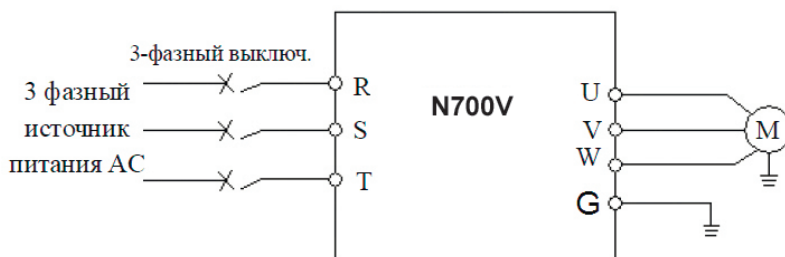 3-фазный выключ.
3 фазный
источник
питания AC
R
S
T
N700V
U
V
W
G
M